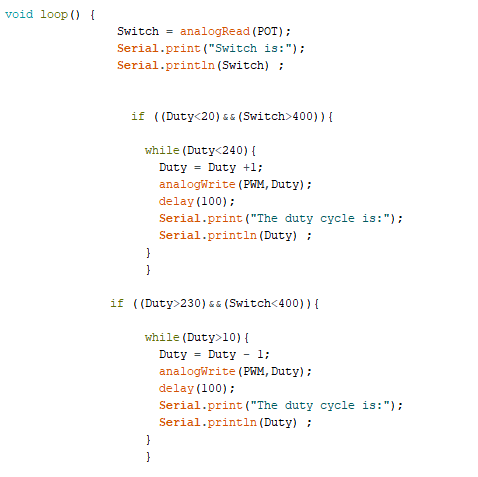 void loop() {
Switch = analogRead(POT);
Serial.print("Switch is:");
Serial.println(Switch) ;
if ((Duty<20)&&(Switch>400)){
while(Duty<240){
Duty = Duty +1;
analogWrite(PWM,Duty);
delay(100);
Serial.print("The duty cycle is:");
Serial.println(Duty) ;
}
}
if ((Duty>230)&&(Switch<400)){
while(Duty>10){
Duty = Duty - 1;
analogWrite(PWM,Duty);
delay(100);
Serial.print("The duty cycle is:");
Serial.println(Duty) ;
}
}